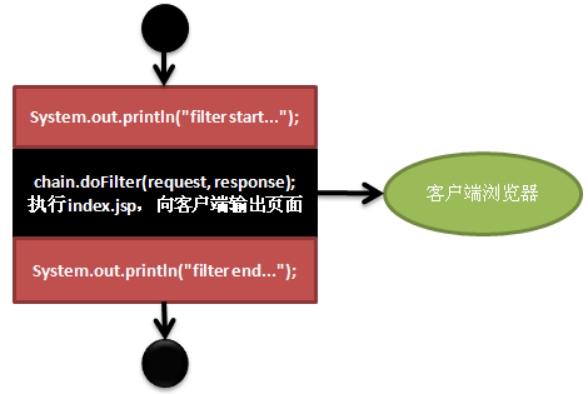 System.out.println("filter start...");
chain.doFilter(request, response);
执行index.jsp，向客户端输出页面
客户端浏览器
System.out.println("filter end...");